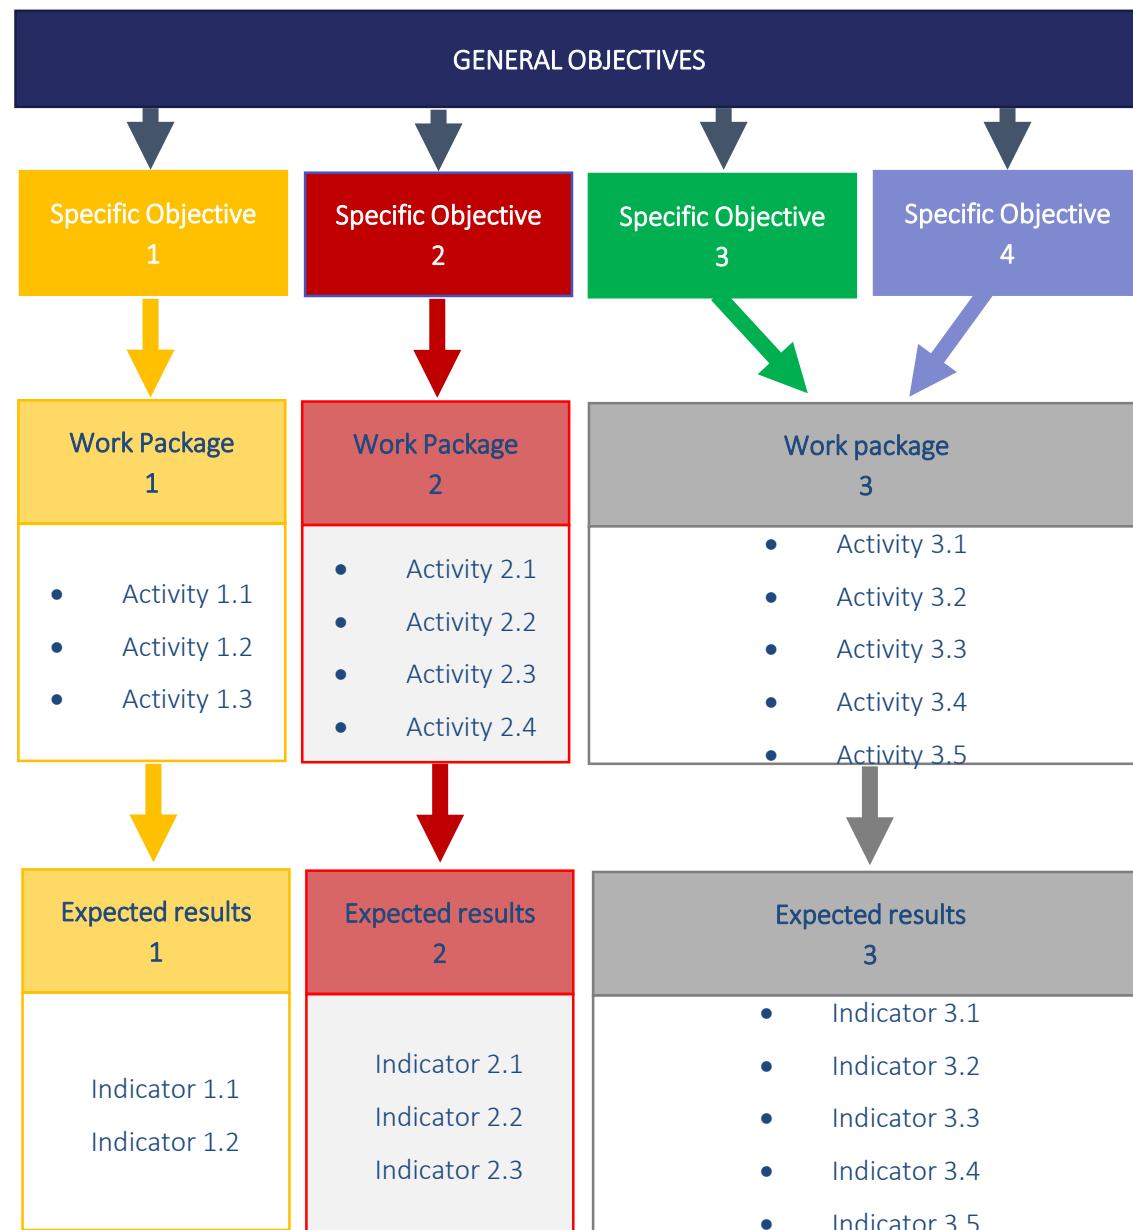 GENERAL OBJECTIVES
Specific Objective
1
Specific Objective
2
Specific Objective
3
Specific Objective
4
Work Package
1
Work Package
2
Work package
3
• Activity 1.1
• Activity 1.2
• Activity 1.3
• Activity 2.1
• Activity 2.2
• Activity 2.3
• Activity 2.4
• Activity 3.1
• Activity 3.2
• Activity 3.3
• Activity 3.4
• Activity 3.5
Expected results
1
Expected results
2
Expected results
3
Indicator 1.1
Indicator 1.2
Indicator 2.1
Indicator 2.2
Indicator 2.3
• Indicator 3.1
• Indicator 3.2
• Indicator 3.3
• Indicator 3.4
• Indicator 3.5